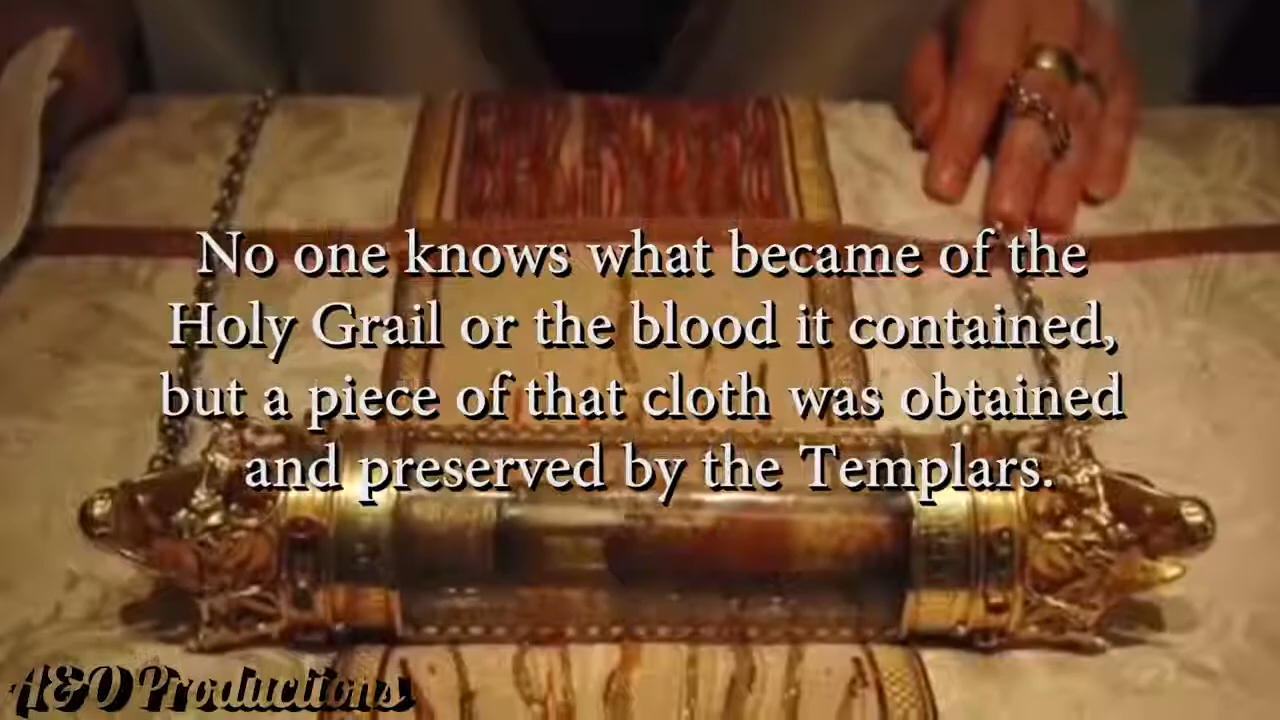 No one knows what became of the
Holy Grail or the blood it contained,
but a piece of that cloth was obtained
and preserved by the Templars.
A&O Productions